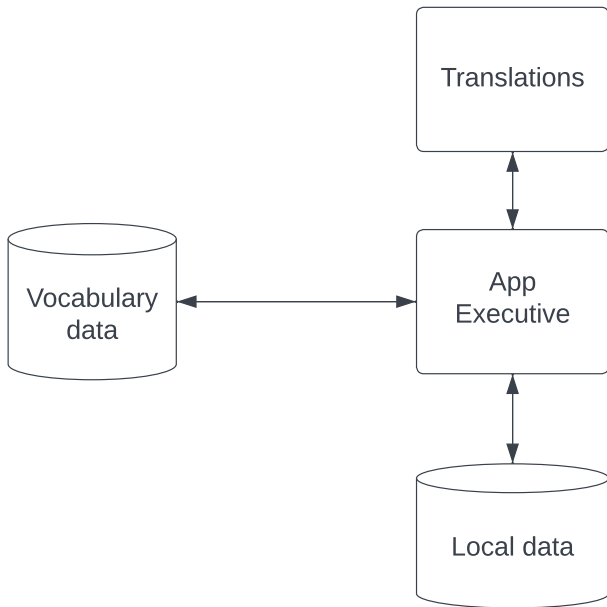 Translations
Vocabulary
data
App
Executive
Local data